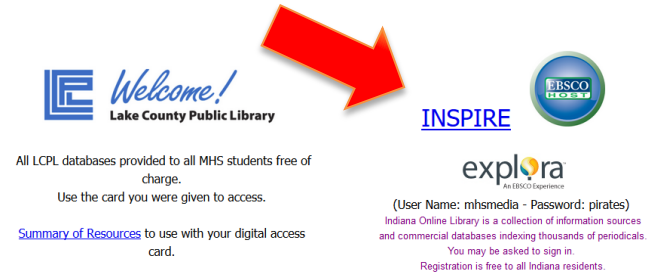 Welcome!
Lake County Public Library
All LCPL databases provided to all MHS students free of
charge.
Use the card you were given to access.
Summary of Resources to use with your digital access
card.
INSPIRE
EBSCO
HOST
explora
An EBSCO Experience
(User Name: mhsmedia - Password: pirates)
Indiana Online Library is a collection of information sources
and commercial databases indexing thousands of periodicals.
You may be asked to sign in.
Registration is free to all Indiana residents.